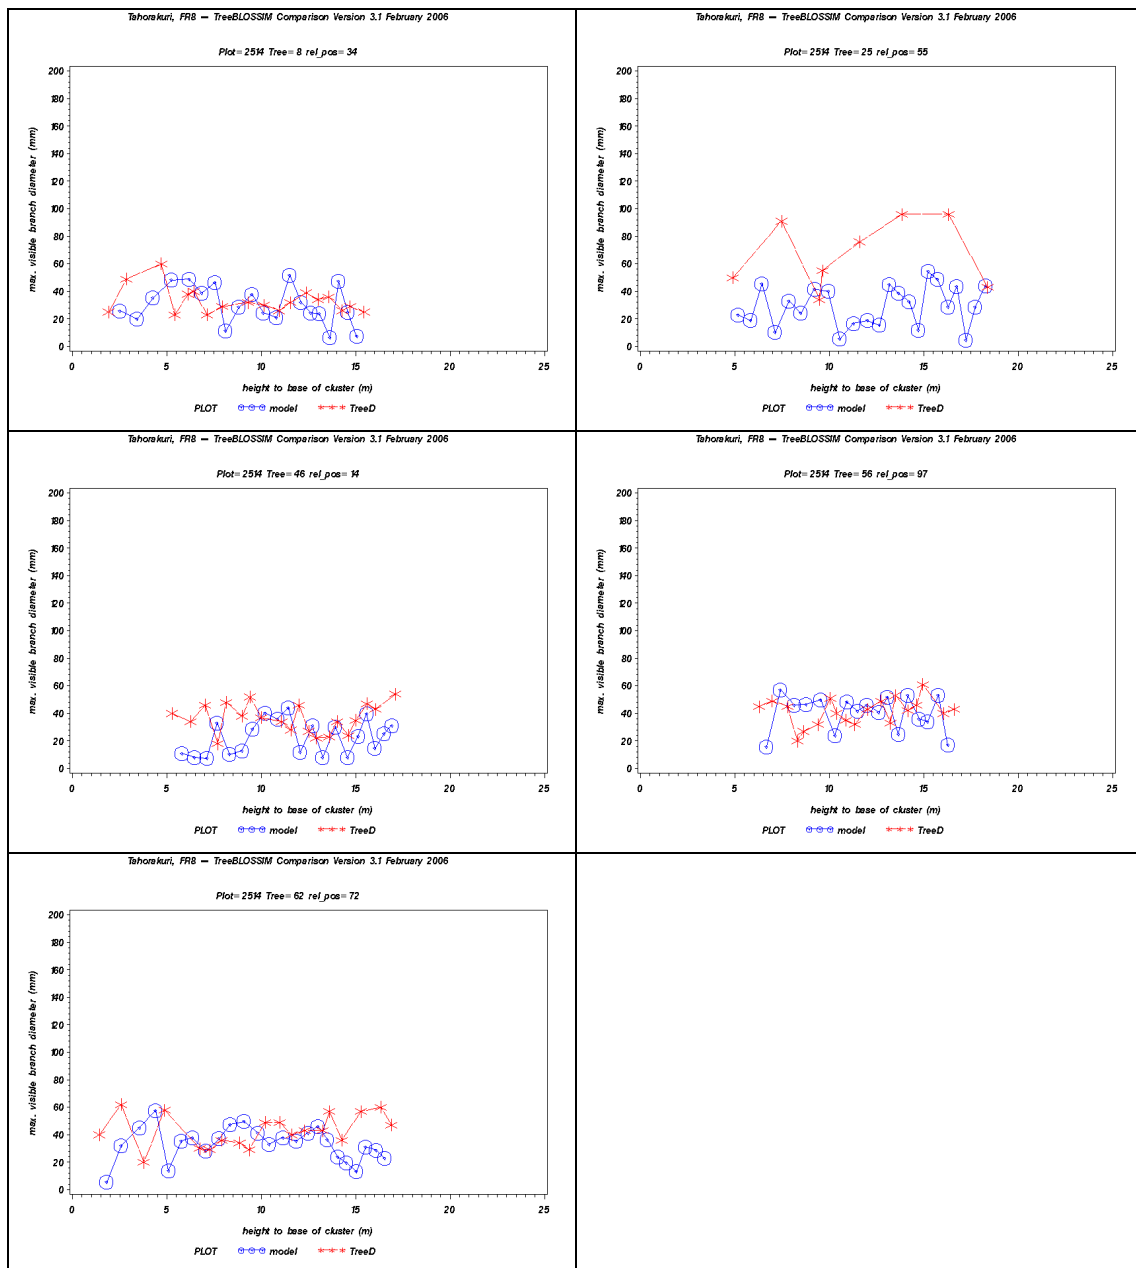 Tahorakuri, FR8 — TreeBLOSSIM Comparison Version 3.1 February 2006
Plot= 2514 Tree= 8 rel_pos= 34
max. visible branch diameter (mm)
200
180
160
140
120
100
80
60
40
20
0
0 5 10 15 20 25
height to base of cluster (m)
PLOT model TreeD
Tahorakuri, FR8 — TreeBLOSSIM Comparison Version 3.1 February 2006
Plot= 2514 Tree= 25 rel_pos= 55
max. visible branch diameter (mm)
200
180
160
140
120
100
80
60
40
20
0
0 5 10 15 20 25
height to base of cluster (m)
PLOT model TreeD
Tahorakuri, FR8 — TreeBLOSSIM Comparison Version 3.1 February 2006
Plot= 2514 Tree= 46 rel_pos= 14
max. visible branch diameter (mm)
200
180
160
140
120
100
80
60
40
20
0
0 5 10 15 20 25
height to base of cluster (m)
PLOT model TreeD
Tahorakuri, FR8 — TreeBLOSSIM Comparison Version 3.1 February 2006
Plot= 2514 Tree= 56 rel_pos= 97
max. visible branch diameter (mm)
200
180
160
140
120
100
80
60
40
20
0
0 5 10 15 20 25
height to base of cluster (m)
PLOT model TreeD
Tahorakuri, FR8 — TreeBLOSSIM Comparison Version 3.1 February 2006
Plot= 2514 Tree= 62 rel_pos= 72
max. visible branch diameter (mm)
200
180
160
140
120
100
80
60
40
20
0
0 5 10 15 20 25
height to base of cluster (m)
PLOT model TreeD